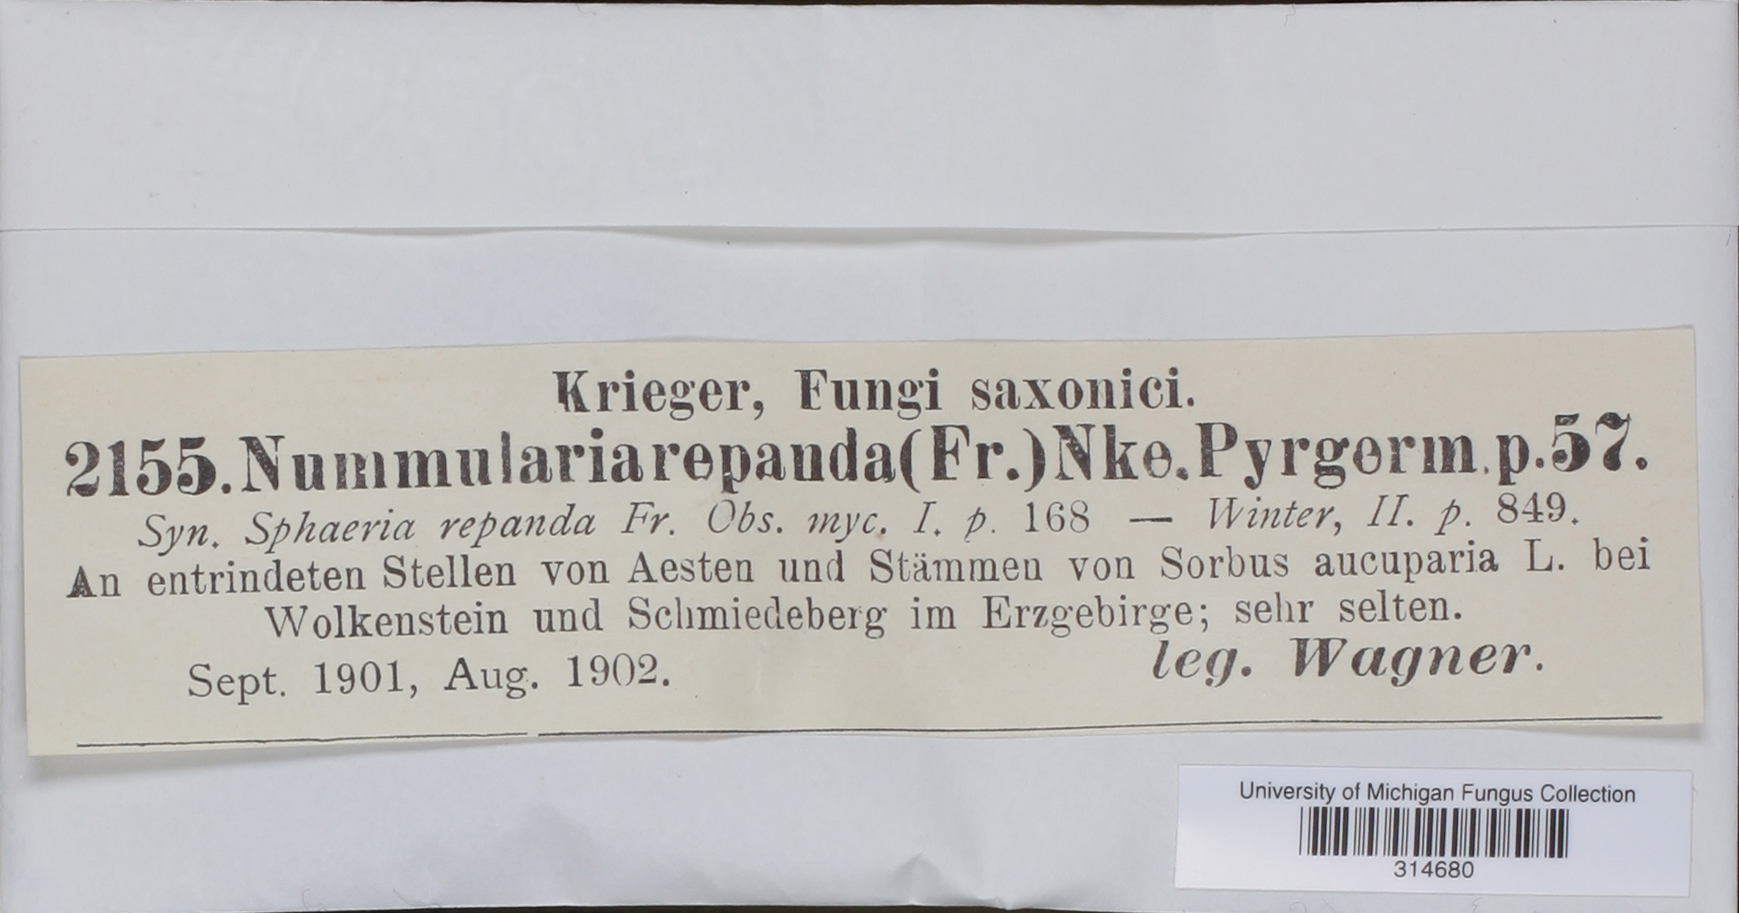 Krieger, Fungi saxonici.
2155. Nummularia repanda (Fr.) Nke. Pyrgerm. p. 57.
Syn. Sphaeria repanda Fr. Obs. myc. I. p. 168 — Winter, II. p. 849.
An entrindeten Stellen von Aesten und Stämmen von Sorbus aucuparia L. bei
Wolkenstein und Schmiedeberg im Erzgebirge; sehr selten.
Sept. 1901, Aug. 1902. leg. Wagner.
University of Michigan Fungus Collection
314680